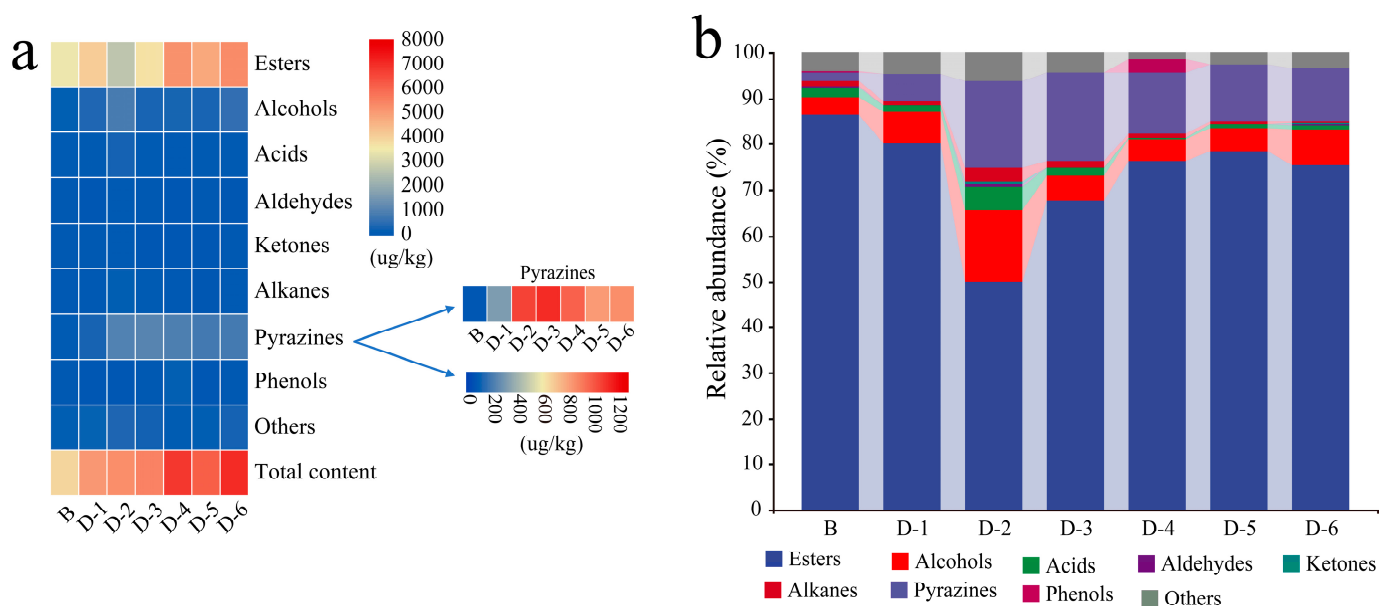 a
Esters
Alcohols
Acids
Aldehydes
Ketones
Alkanes
Pyrazines
Phenols
Others
Total content
B D-1 D-2 D-3 D-4 D-5 D-6
8000
7000
6000
5000
4000
3000
2000
1000
0
(ug/kg)
Pyrazines
B D-1 D-2 D-3 D-4 D-5 D-6
0 200 400 600 800 1000 1200
(ug/kg)
b
Relative abundance (%)
100
90
80
70
60
50
40
30
20
10
0
B D-1 D-2 D-3 D-4 D-5 D-6
Esters Alcohols Acids Aldehydes Ketones
Alkanes Pyrazines Phenols Others